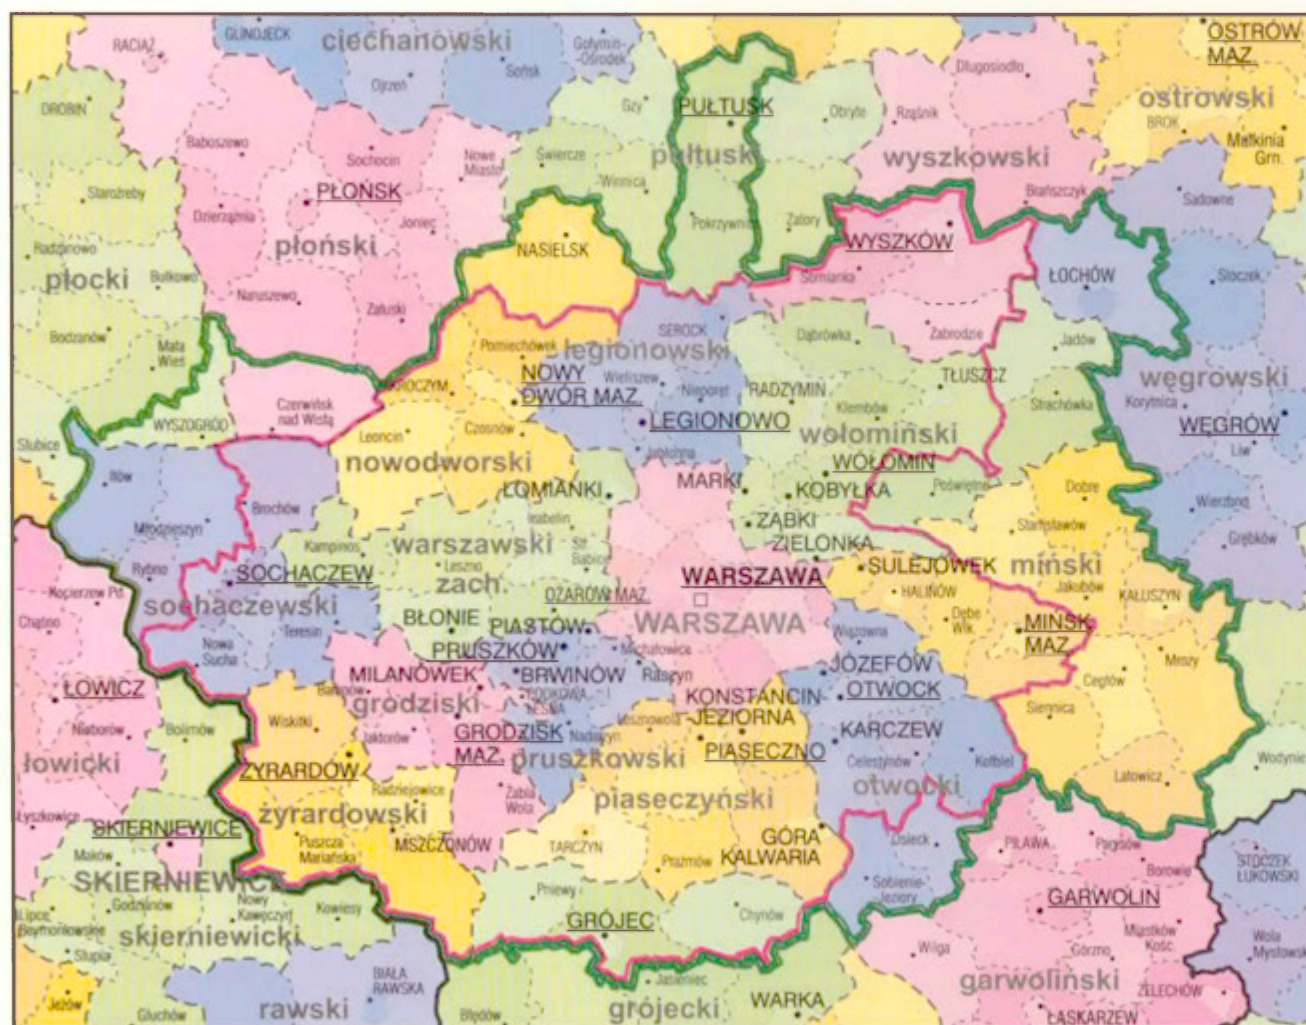 RACIĄŻ
GLINOJECK
ciechanowski
Gołymin-
-Ośrodek
Ojrzeń
Sońsk
OSTRÓW
MAZ.
Długosiodło
ostrowski
DROBIN
Gzy
PUŁTUSK
Obryte
Rząśnik
BROK
Małkinia
Grn.
Baboszewo
Sochocin
Nowe
Miasto
Świercze
pułtuski
wyszkowski
Staroźreby
PŁOŃSK
Winnica
Brańszczyk
Sadowne
Dzierzążnia
Joniec
Pokrzywnica
Zatory
Radzanowo
płoński
NASIELSK
WYSZKÓW
płocki
Bulkowo
Somianka
ŁOCHÓW
Stoczek
Naruszewo
Załuski
Bodzanów
Mała
Wieś
Pomiechówek
SEROCK
legionowski
Dąbrówka
Zabrodzie
Jadów
ZAKROCZYM
NOWY
DWÓR MAZ.
Wieliszew
Nieporęt
RADZYMIN
TŁUSZCZ
węgrowski
Czerwińsk
nad Wisłą
Klembów
Strachówka
Korytnica
WYSZOGRÓD
Leoncin
Czosnów
LEGIONOWO
wołomiński
WĘGRÓW
Słubice
nowodworski
Jabłonna
WOŁOMIN
Liw
Iłów
ŁOMIANKI
MARKI
KOBYŁKA
Poświętne
Dobre
Wierzbno
Młodzieszyn
Brochów
Izabelin
ZĄBKI
Stanisławów
Kampinos
warszawski
St.
Babice
ZIELONKA
Grębków
Rybno
SOCHACZEW
Leszno
zach.
WARSZAWA
SULEJÓWEK
miński
Jakubów
KAŁUSZYN
Kocierzew Pd.
sochaczewski
OŻARÓW MAZ.
HALINÓW
Chąśno
BŁONIE
PIASTÓW
WARSZAWA
Dębe
Wlk.
MIŃSK
MAZ.
Nowa
Sucha
Teresin
PRUSZKÓW
Michałowice
Wiązowna
Mrozy
ŁOWICZ
MILANÓWEK
BRWINÓW
Raszyn
JÓZEFÓW
Cegłów
Baranów
grodziski
PODKOWA
LEŚNA
KONSTANCIN-
-JEZIORNA
OTWOCK
Siennica
Nieborów
Bolimów
Wiskitki
Jaktorów
GRODZISK
MAZ.
Nadarzyn
Lesznowola
KARCZEW
łowicki
ŻYRARDÓW
pruszkowski
PIASECZNO
Celestynów
Kołbiel
Wodynie
Radziejowice
Żabia
Wola
piaseczyński
otwocki
Latowicz
Łyszkowice
żyrardowski
SKIERNIEWICE
Puszcza
Mariańska
MSZCZONÓW
TARCZYN
Prażmów
GÓRA
KALWARIA
Osieck
PILAWA
Parysów
Maków
Borowie
STOCZEK
ŁUKOWSKI
SKIERNIEWICE
Sobienie-
Jeziory
Godzianów
Nowy
Kawęczyn
Kowiesy
Pniewy
GRÓJEC
Chynów
GARWOLIN
Lipce
Reymontowskie
skierniewicki
Miastków
Kośc.
Słupia
Wilga
Górzno
Wola
Mysłowska
BIAŁA
RAWSKA
Jasieniec
garwoliński
Jeżów
Głuchów
rawski
Błędów
grójecki
WARKA
ŻELECHÓW
ŁASKARZEW